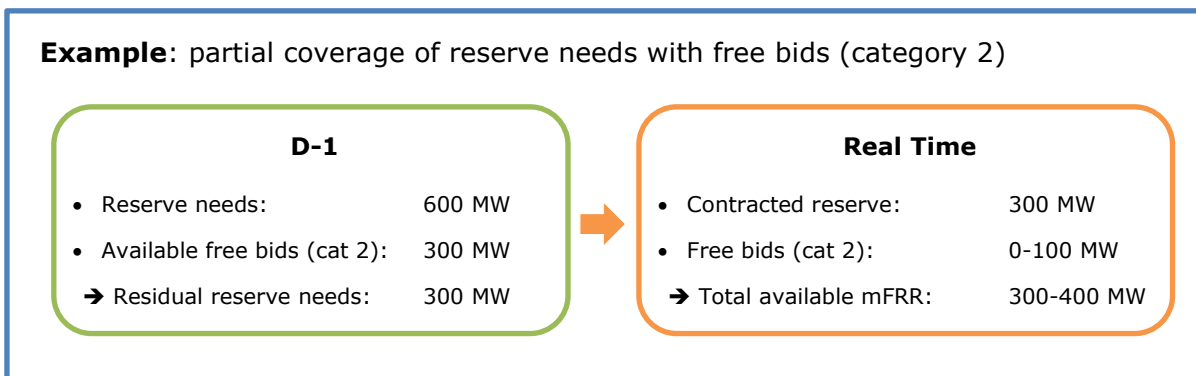 Example: partial coverage of reserve needs with free bids (category 2)
D-1
• Reserve needs: 600 MW
• Available free bids (cat 2): 300 MW
➔ Residual reserve needs: 300 MW
Real Time
• Contracted reserve: 300 MW
• Free bids (cat 2): 0-100 MW
➔ Total available mFRR: 300-400 MW